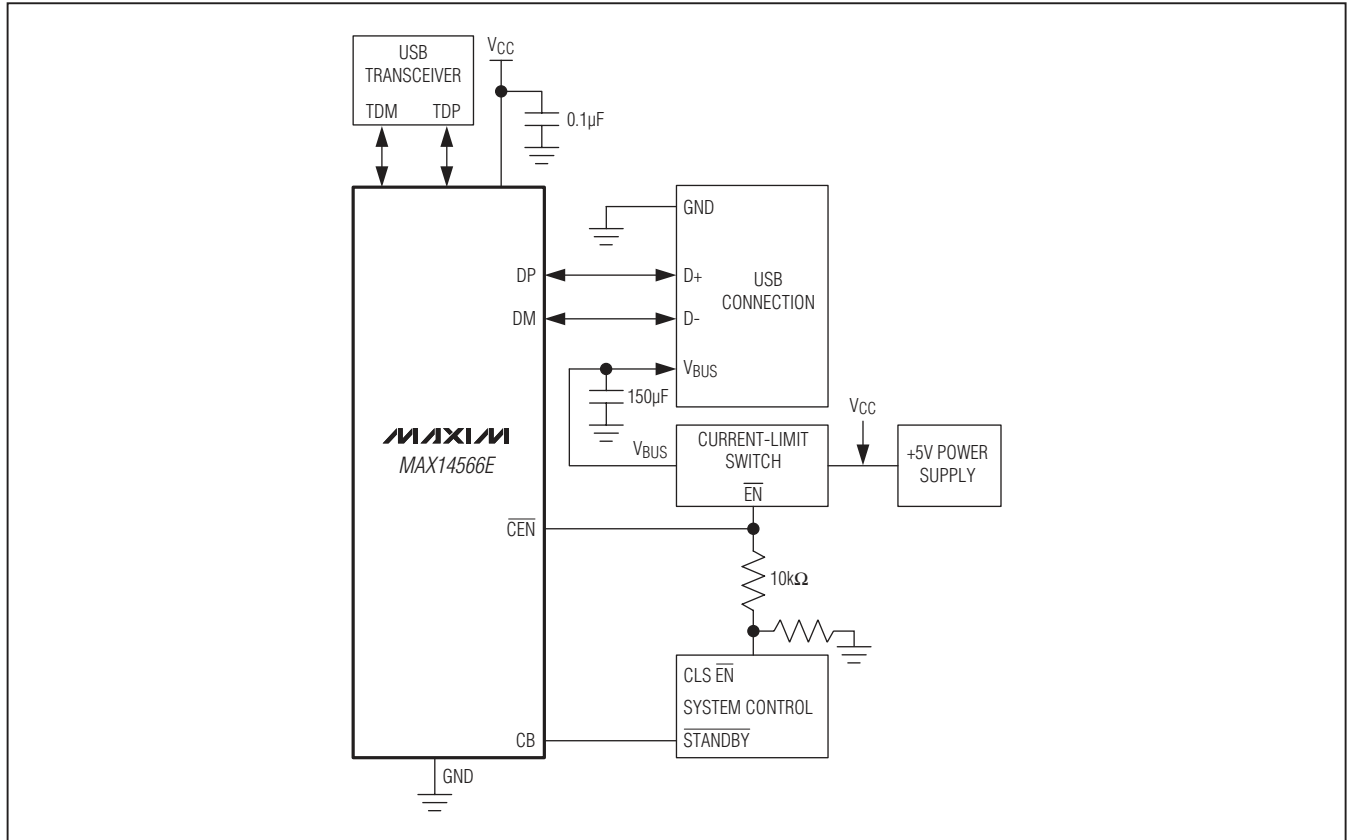 USB
TRANSCEIVER
TDM TDP
VCC
0.1µF
GND
DP
D+
USB
CONNECTION
DM
D-
VBUS
150µF
MAXIM
MAX14566E
VBUS
CURRENT-LIMIT
SWITCH
EN
VCC
+5V POWER
SUPPLY
CEN
10kΩ
CLS EN
SYSTEM CONTROL
CB
STANDBY
GND